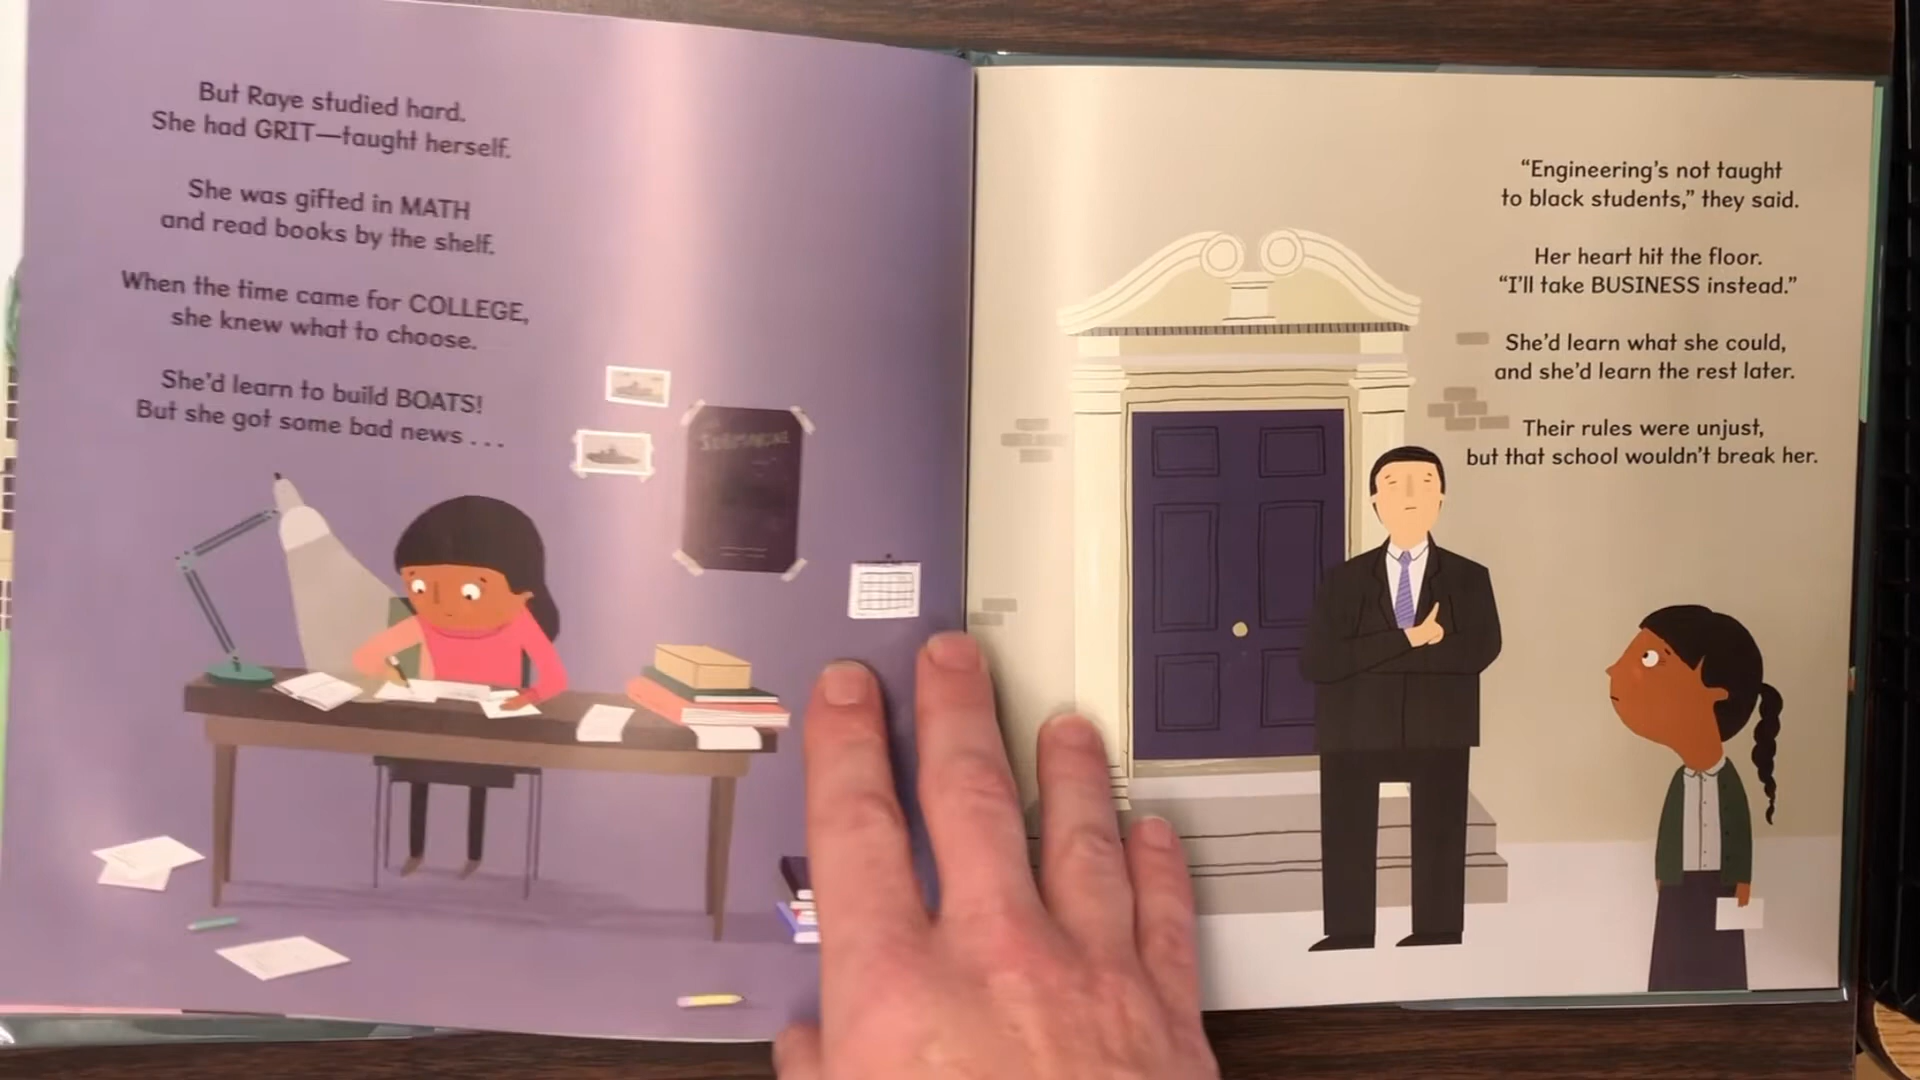 But Raye studied hard.
She had GRIT—taught herself.
She was gifted in MATH
and read books by the shelf.
When the time came for COLLEGE,
she knew what to choose.
She'd learn to build BOATS!
But she got some bad news . . .
SUBMARINE
“Engineering's not taught
to black students,” they said.
Her heart hit the floor.
“I'll take BUSINESS instead.”
She'd learn what she could,
and she'd learn the rest later.
Their rules were unjust,
but that school wouldn't break her.